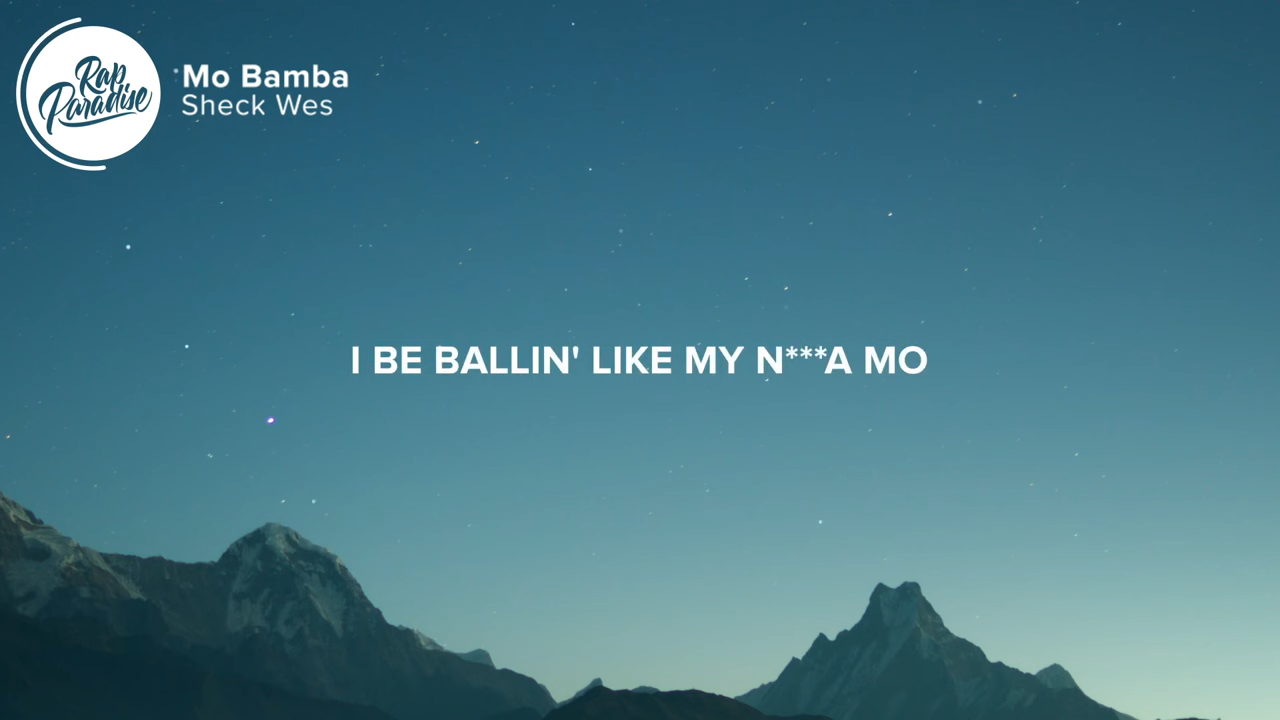 Rap
Paradise
Mo Bamba
Sheck Wes
I BE BALLIN' LIKE MY N***A MO